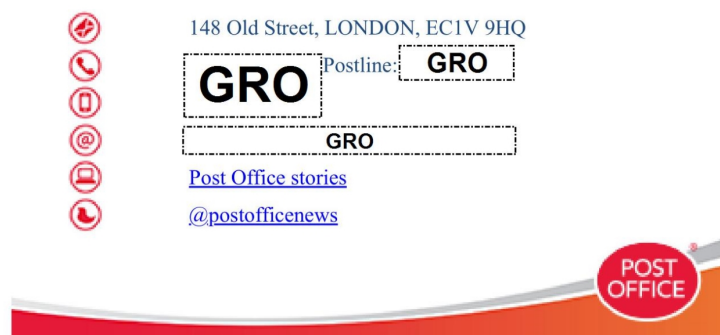 148 Old Street, LONDON, EC1V 9HQ
GRO Postline: GRO
GRO
Post Office stories
@postofficenews
POST
OFFICE